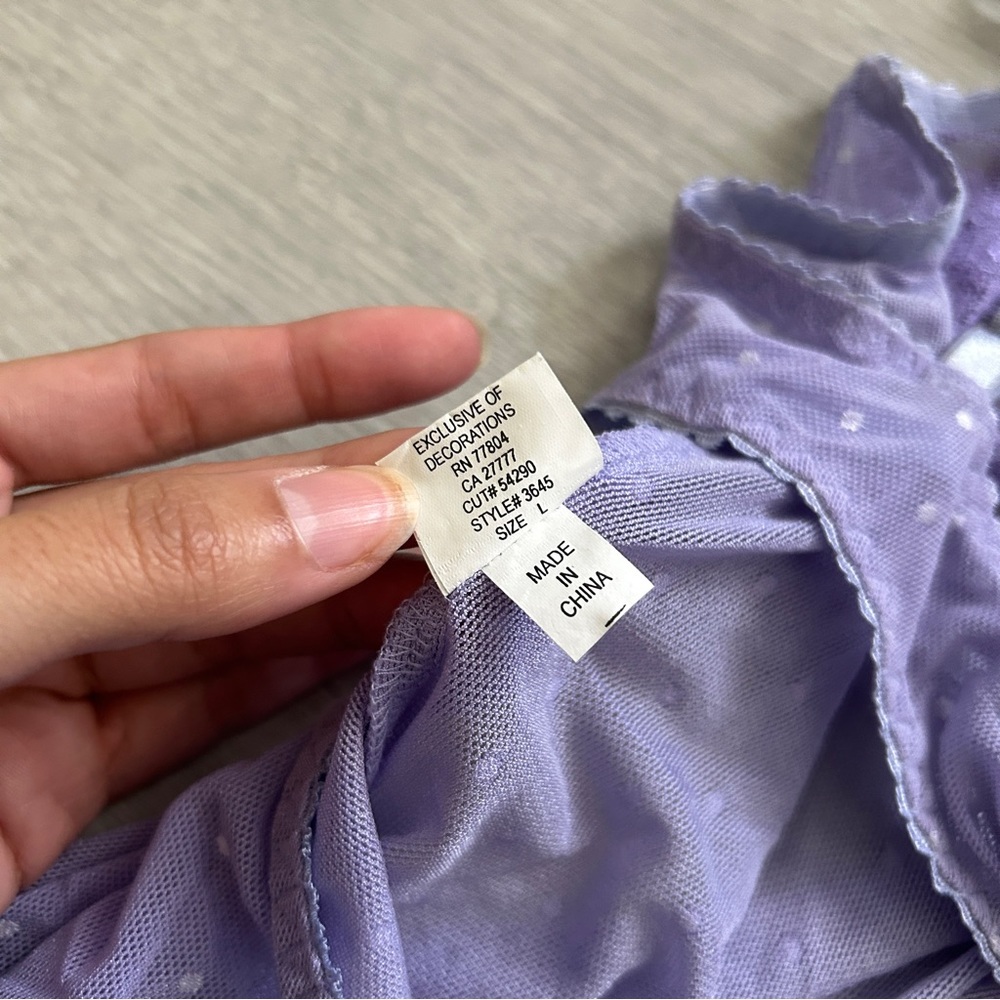 EXCLUSIVE OF
DECORATIONS
RN 77804
CA 27777
CUT# 54290
STYLE# 3645
SIZE L
MADE
IN
CHINA